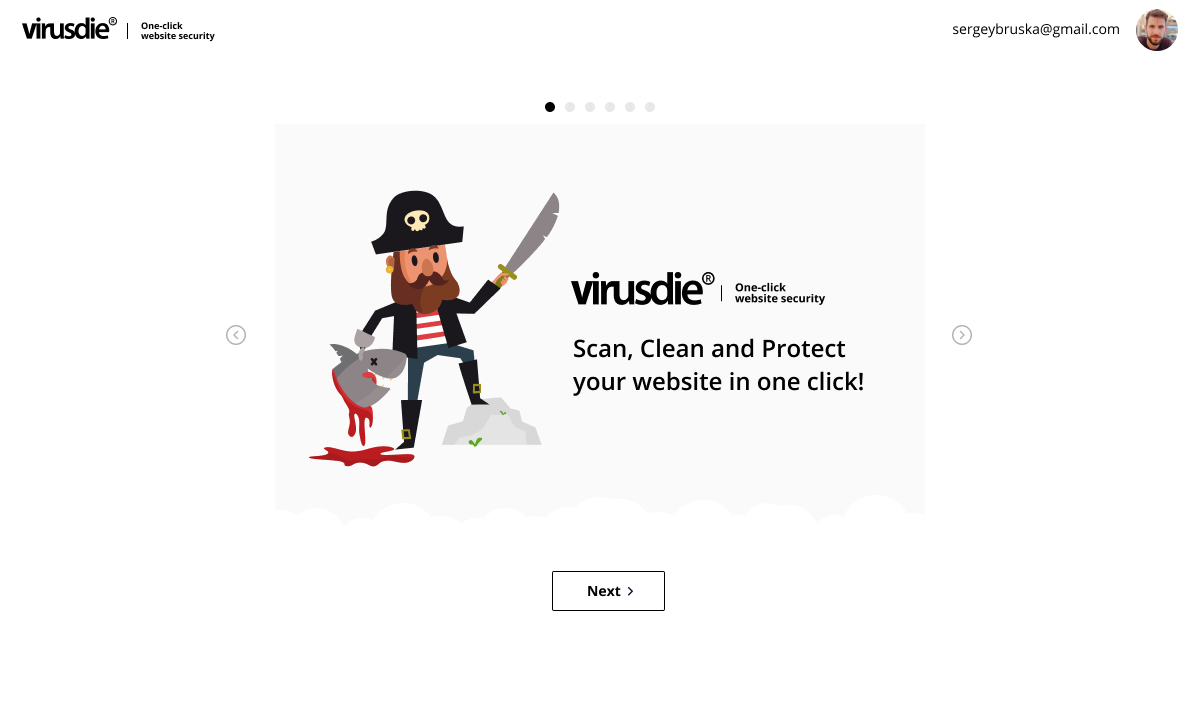 virusdie®
One-click
website security
sergeybruska@gmail.com
virusdie®
One-click
website security
Scan, Clean and Protect
your website in one click!
Next